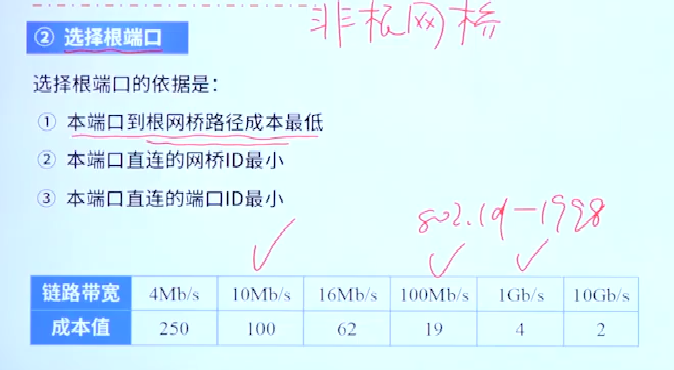 非根网桥
② 选择根端口
选择根端口的依据是：
① 本端口到根网桥路径成本最低
② 本端口直连的网桥ID最小
③ 本端口直连的端口ID最小
802.1d-1998
链路带宽 4Mb/s 10Mb/s 16Mb/s 100Mb/s 1Gb/s 10Gb/s
成本值 250 100 62 19 4 2